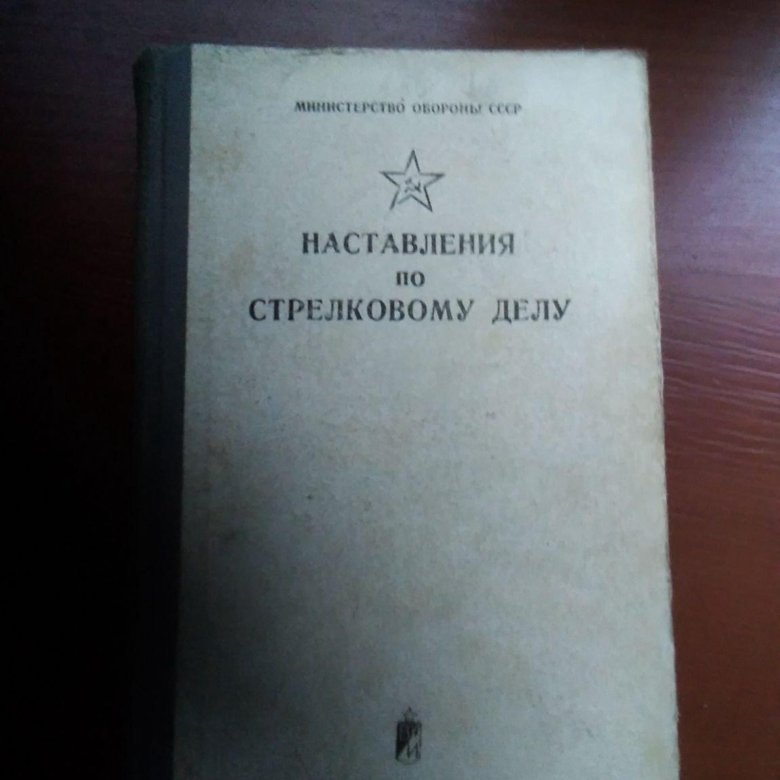 МИНИСТЕРСТВО ОБОРОНЫ СССР
НАСТАВЛЕНИЯ
ПО
СТРЕЛКОВОМУ ДЕЛУ